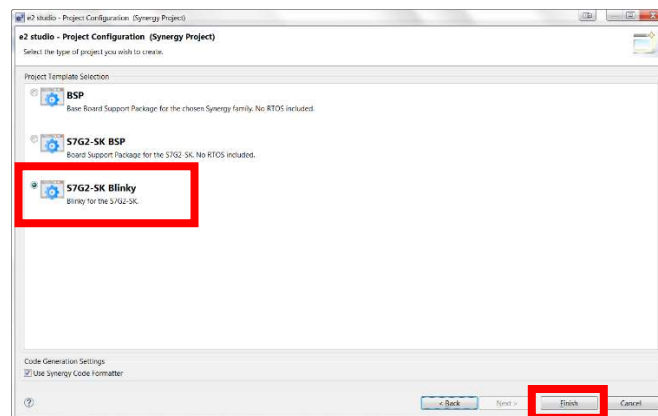 e2 studio - Project Configuration (Synergy Project)
e2 studio - Project Configuration (Synergy Project)
Select the type of project you wish to create.
Project Template Selection
BSP
Base Board Support Package for the chosen Synergy family. No RTOS included.
S7G2-SK BSP
Board Support Package for the S7G2-SK. No RTOS included.
S7G2-SK Blinky
Blinky for the S7G2-SK.
Code Generation Settings
Use Synergy Code Formatter
< Back Next > Finish Cancel